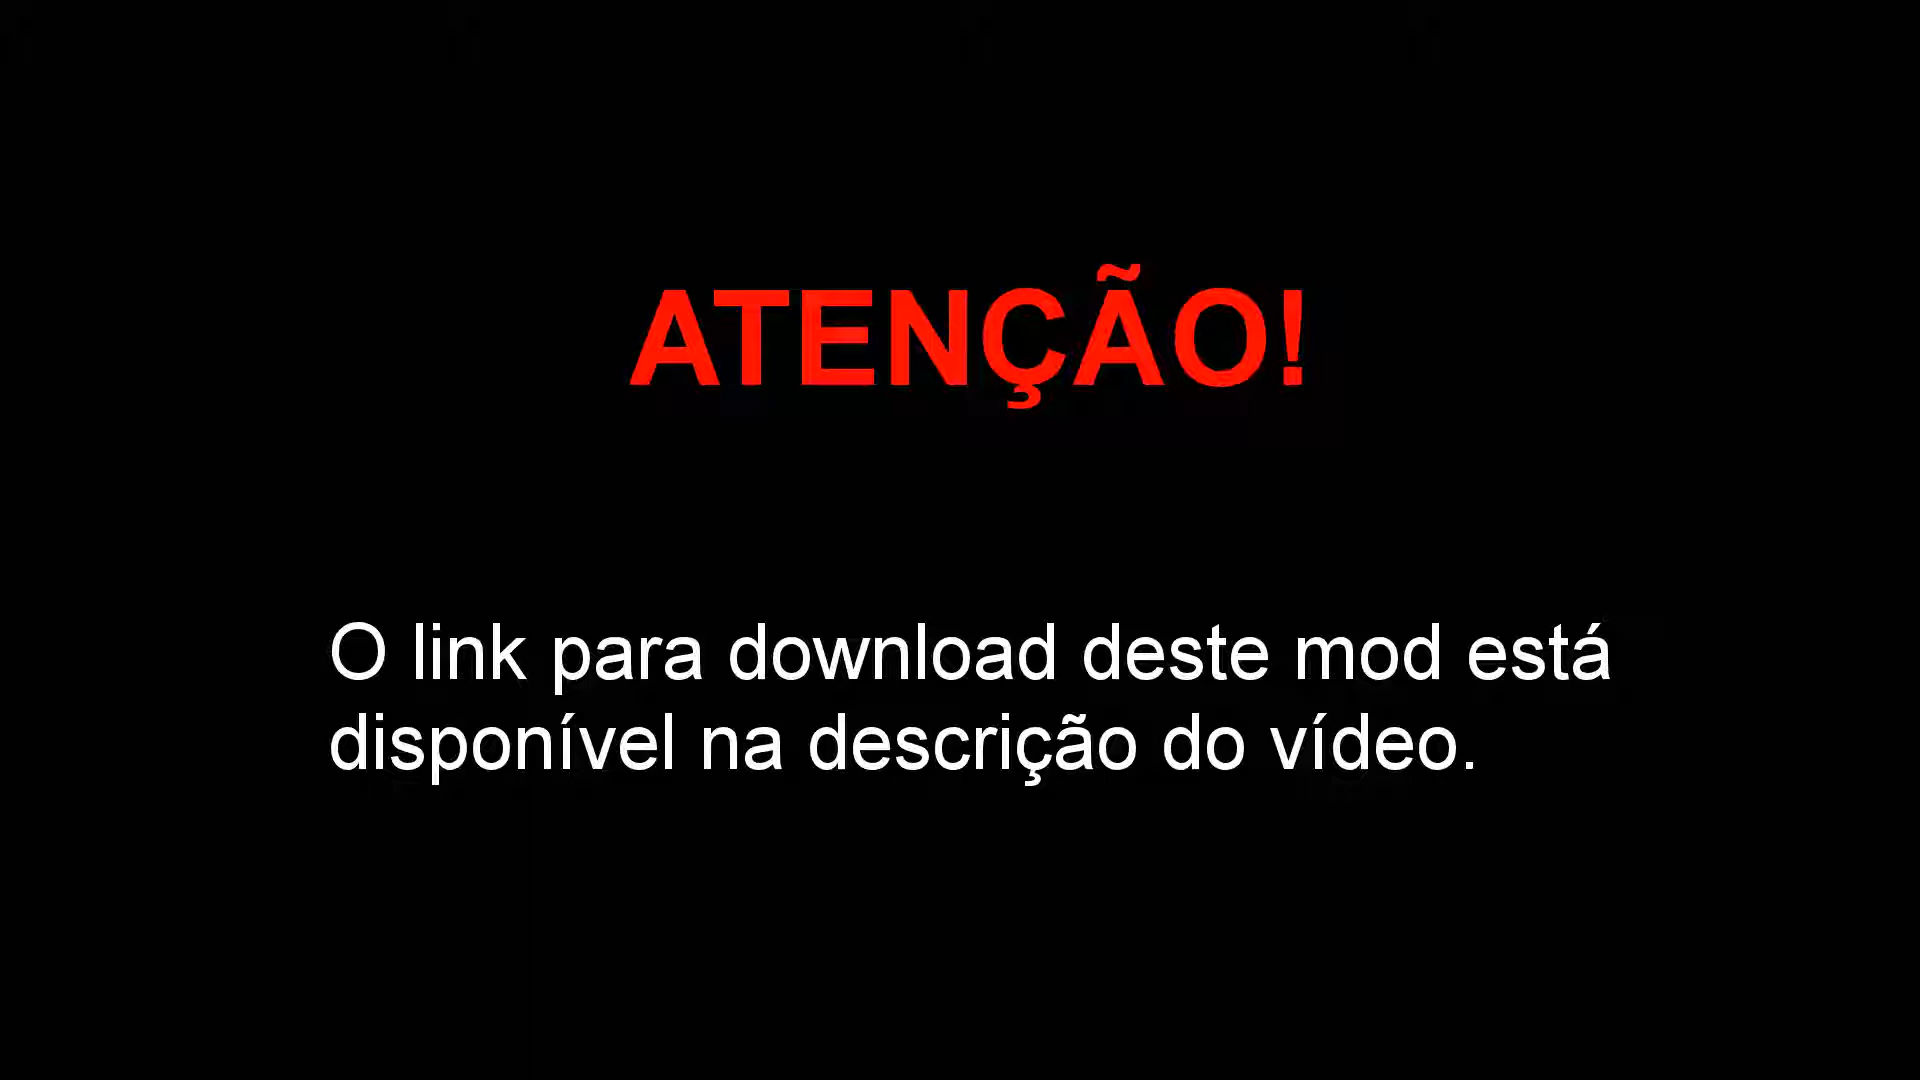 ATENÇÃO!
O link para download deste mod está
disponível na descrição do vídeo.